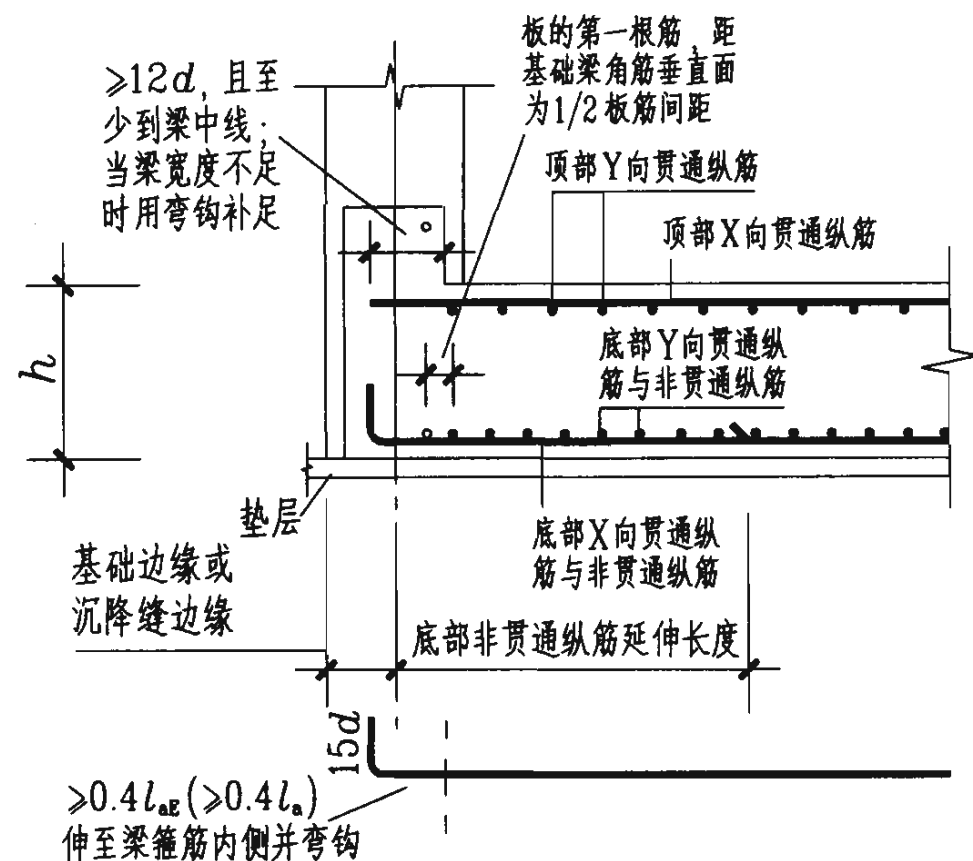 板的第一根筋，距
基础梁角筋垂直面
为1/2板筋间距
≥12d，且至
少到梁中线；
当梁宽度不足
时用弯钩补足
顶部Y向贯通纵筋
顶部X向贯通纵筋
h
底部Y向贯通纵
筋与非贯通纵筋
垫层
基础边缘或
沉降缝边缘
底部X向贯通纵
筋与非贯通纵筋
底部非贯通纵筋延伸长度
15d
≥0.4laE(≥0.4la)
伸至梁箍筋内侧并弯钩